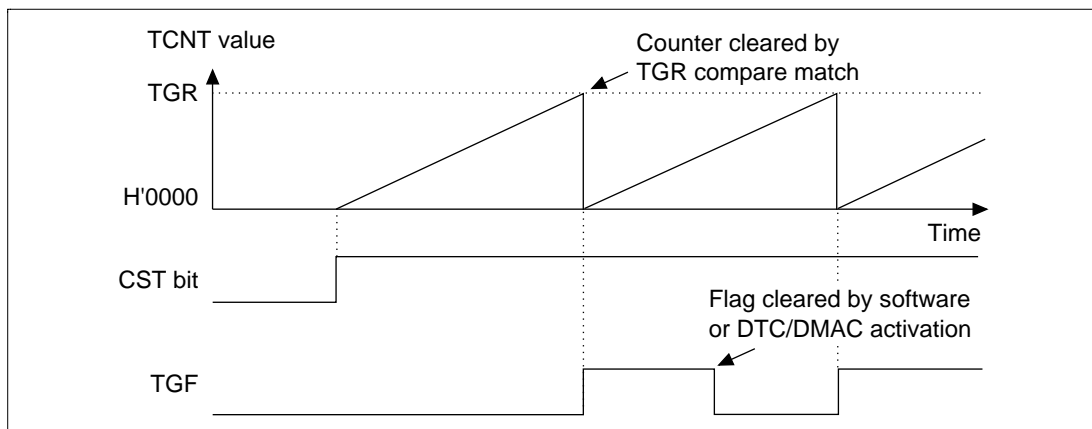 TCNT value
Counter cleared by
TGR compare match
TGR
H'0000
Time
CST bit
Flag cleared by software
or DTC/DMAC activation
TGF